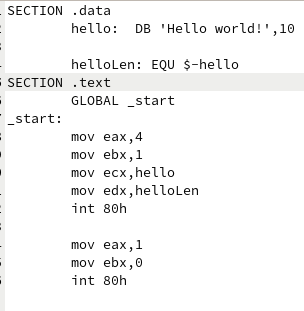 SECTION .data
hello:  DB 'Hello world!',10
helloLen: EQU $-hello
SECTION .text
GLOBAL _start
_start:
mov eax,4
mov ebx,1
mov ecx,hello
mov edx,helloLen
int 80h
mov eax,1
mov ebx,0
int 80h